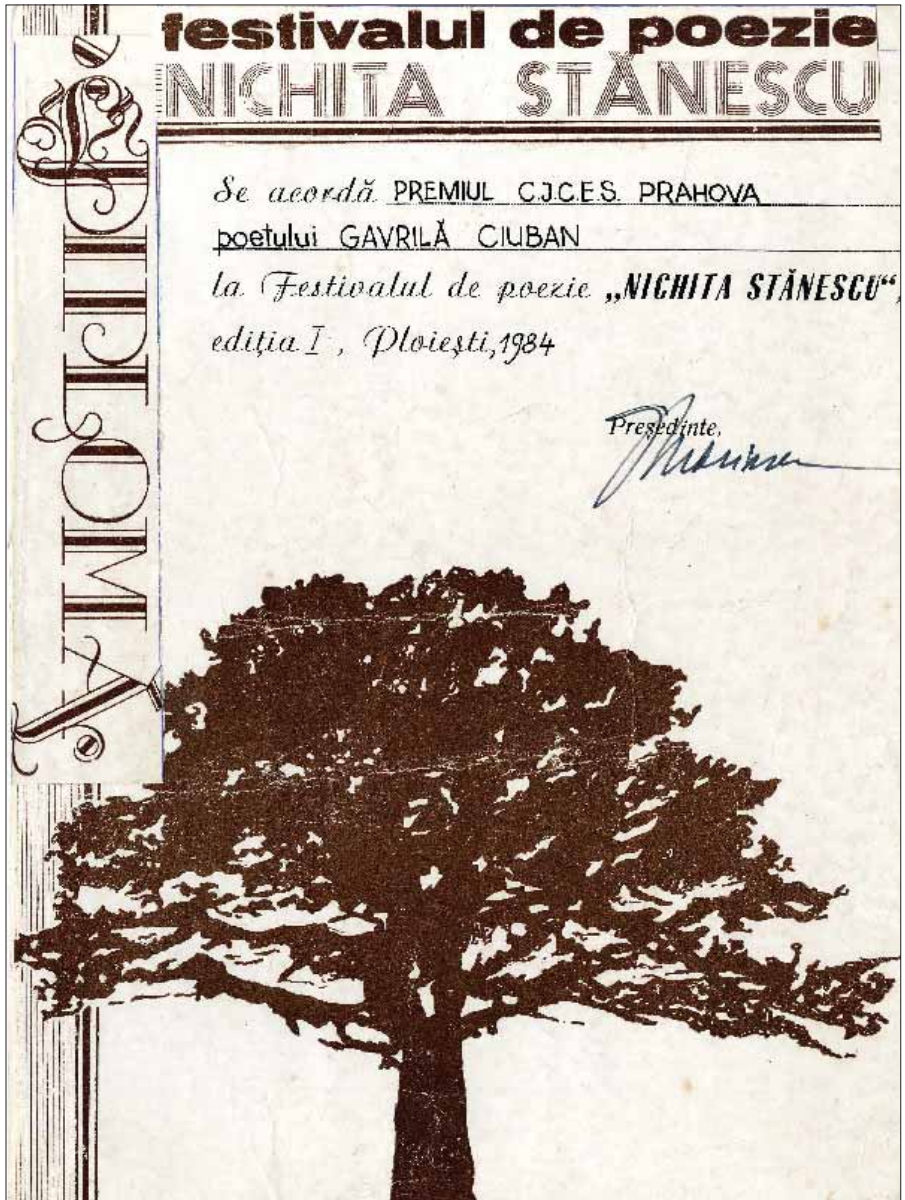 festivalul de poezie
NICHITA STĂNESCU
DIPLOMA
Se acordă PREMIUL C.J.C.E.S. PRAHOVA
poetului GAVRILĂ CIUBAN
la Festivalul de poezie „NICHITA STĂNESCU“,
ediția I, Ploiești, 1984
Președinte,